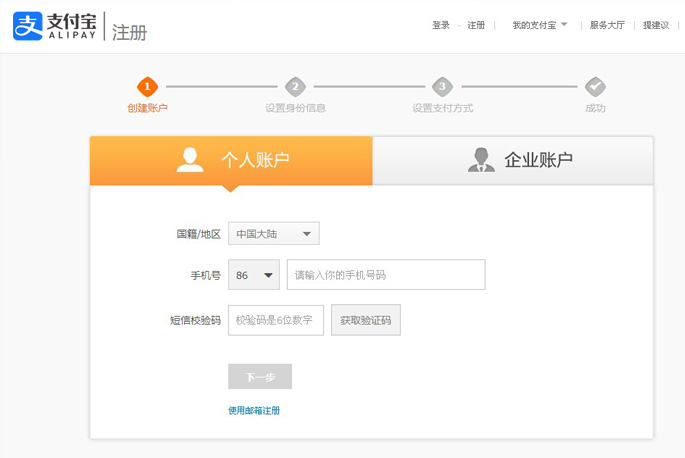 支付宝 ALIPAY 注册
登录 - 注册 | 我的支付宝 | 服务大厅 | 提建议 |
1 2 3
创建账户 设置身份信息 设置支付方式 成功
个人账户 企业账户
国籍/地区 中国大陆
手机号 86 请输入你的手机号码
短信校验码 校验码是6位数字 获取验证码
下一步
使用邮箱注册